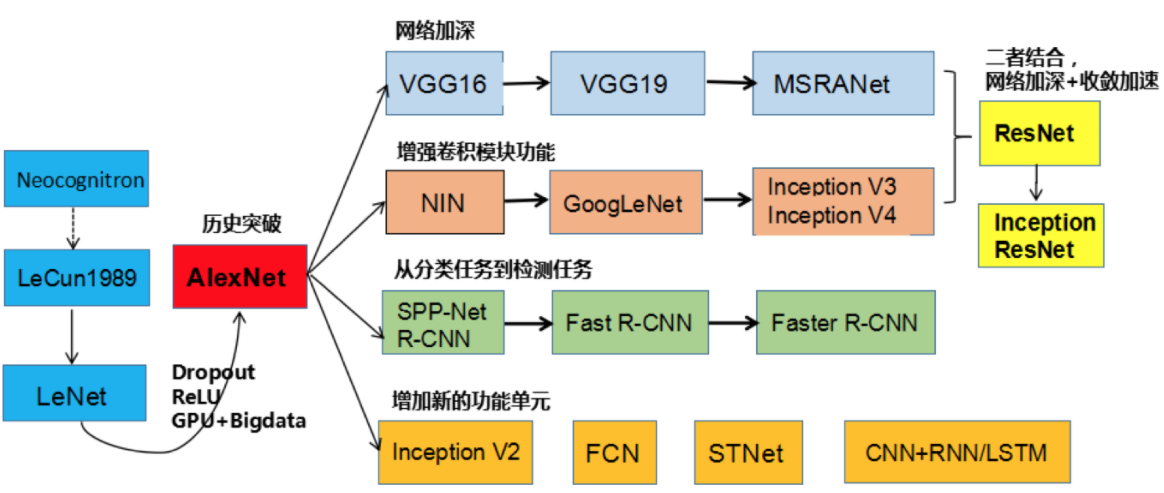 Neocognitron
LeCun1989
LeNet
Dropout
ReLU
GPU+Bigdata
历史突破
AlexNet
网络加深
VGG16
VGG19
MSRANet
增强卷积模块功能
NIN
GoogLeNet
Inception V3
Inception V4
二者结合，
网络加深+收敛加速
ResNet
Inception
ResNet
从分类任务到检测任务
SPP-Net
R-CNN
Fast R-CNN
Faster R-CNN
增加新的功能单元
Inception V2
FCN
STNet
CNN+RNN/LSTM